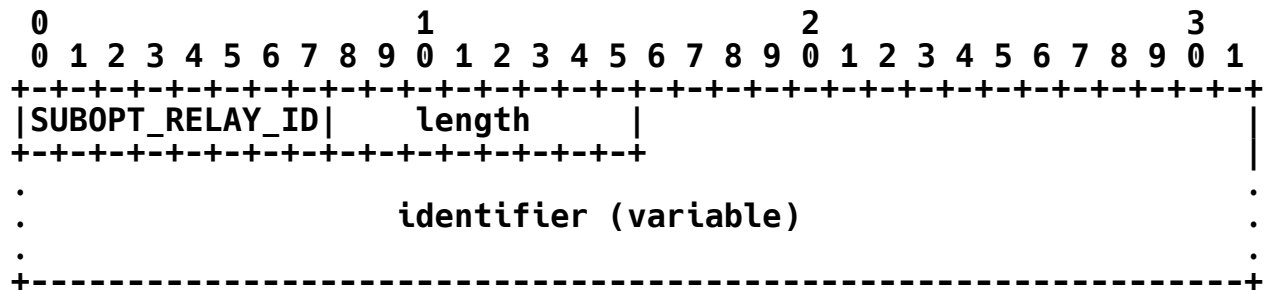 0                   1                   2                   3
 0 1 2 3 4 5 6 7 8 9 0 1 2 3 4 5 6 7 8 9 0 1 2 3 4 5 6 7 8 9 0 1
+-+-+-+-+-+-+-+-+-+-+-+-+-+-+-+-+-+-+-+-+-+-+-+-+-+-+-+-+-+-+-+-+
|SUBOPT_RELAY_ID|    length     |                               |
+-+-+-+-+-+-+-+-+-+-+-+-+-+-+-+-+                               |
.                                                               .
.                   identifier (variable)                       .
.                                                               .
+---------------------------------------------------------------+